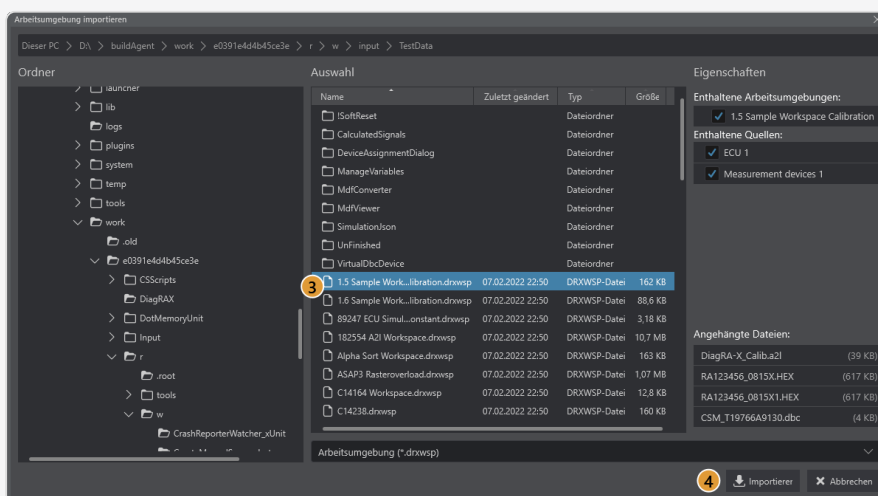 Arbeitsumgebung importieren
Dieser PC > D:\ > buildAgent > work > e0391e4d4b45ce3e > r > w > input > TestData
Ordner
launcher
lib
logs
plugins
system
temp
tools
work
.old
e0391e4d4b45ce3e
CSScripts
DiagRAX
DotMemoryUnit
Input
r
.root
tools
w
CrashReporterWatcher_xUnit
Auswahl
Name Zuletzt geändert Typ Größe
!SoftReset Dateiordner
CalculatedSignals Dateiordner
DeviceAssignmentDialog Dateiordner
ManageVariables Dateiordner
MdfConverter Dateiordner
MdfViewer Dateiordner
SimulationJson Dateiordner
UnFinished Dateiordner
VirtualDbcDevice Dateiordner
3 1.5 Sample Work...libration.drxwsp 07.02.2022 22:50 DRXWSP-Datei 162 KB
1.6 Sample Work...libration.drxwsp 07.02.2022 22:50 DRXWSP-Datei 88,6 KB
89247 ECU Simul...onstant.drxwsp 07.02.2022 22:50 DRXWSP-Datei 3,18 KB
182554 A2l Workspace.drxwsp 07.02.2022 22:50 DRXWSP-Datei 10,7 MB
Alpha Sort Workspace.drxwsp 07.02.2022 22:50 DRXWSP-Datei 163 KB
ASAP3 Rasteroverload.drxwsp 07.02.2022 22:50 DRXWSP-Datei 1,07 MB
C14164 Workspace.drxwsp 07.02.2022 22:50 DRXWSP-Datei 12,8 KB
C14238.drxwsp 07.02.2022 22:50 DRXWSP-Datei 160 KB
Arbeitsumgebung (*.drxwsp)
Eigenschaften
Enthaltene Arbeitsumgebungen:
1.5 Sample Workspace Calibration
Enthaltene Quellen:
ECU 1
Measurement devices 1
Angehängte Dateien:
DiagRA-X_Calib.a2l (39 KB)
RA123456_0815X.HEX (617 KB)
RA123456_0815X1.HEX (617 KB)
CSM_T19766A9130.dbc (4 KB)
4 Importierer Abbrechen